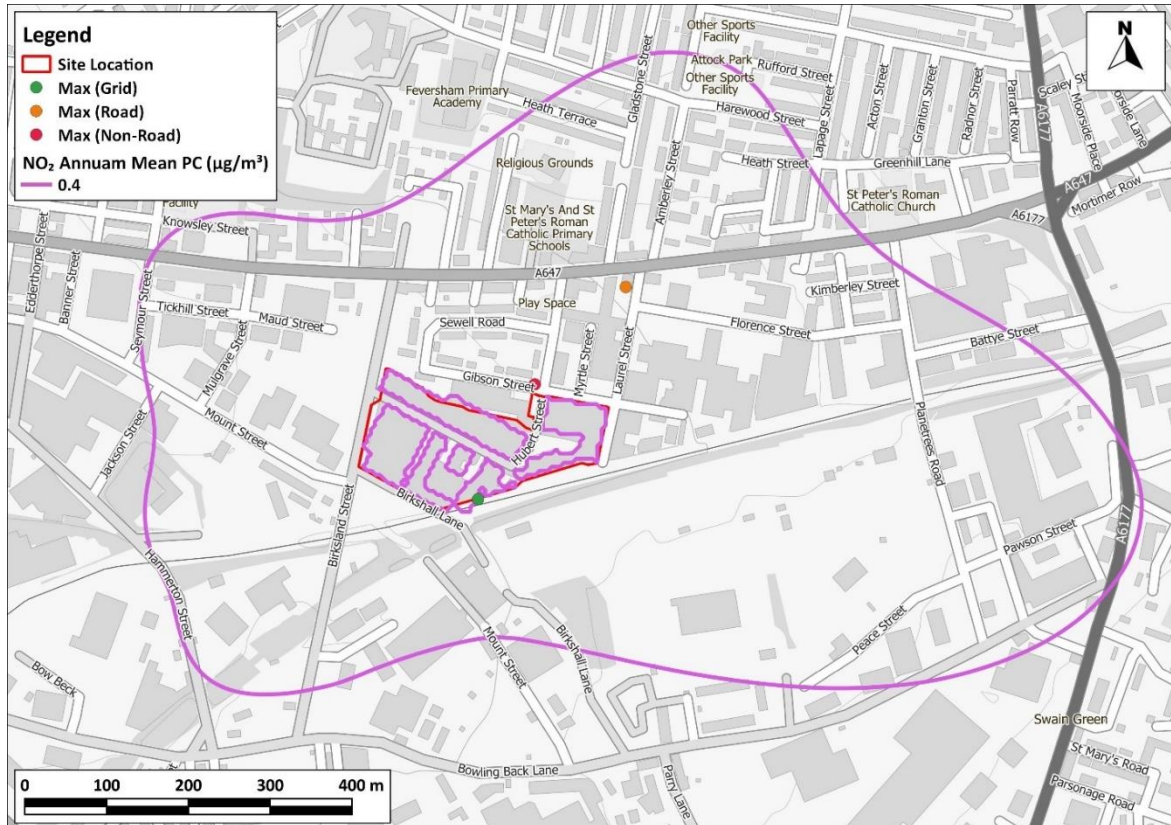 Legend
Site Location
Max (Grid)
Max (Road)
Max (Non-Road)
NO₂ Annuam Mean PC (µg/m³)
0.4
N
Other Sports
Facility
Attock Park
Rufford Street
Other Sports
Facility
Feversham Primary
Academy
Heath Terrace
Gladstone Street
Harewood Street
Lapage Street
Acton Street
Granton Street
Radnor Street
Parratt Row
A6177
Scaley St
Moorside Place
Moorside Lane
Religious Grounds
Amberley Street
Heath Street
Greenhill Lane
A647
Mortimer Row
A6177
St Peter's Roman
Catholic Church
St Mary's And St
Peter's Roman
Catholic Primary
Schools
Facility
Knowsley Street
A647
Edderthorpe Street
Banner Street
Seymour Street
Tickhill Street
Maud Street
Mulgrave Street
Play Space
Sewell Road
Kimberley Street
Florence Street
Battye Street
Myrtle Street
Laurel Street
Gibson Street
Hubert Street
Mount Street
Jackson Street
Birksland Street
Birkshall Lane
Planetrees Road
Pawson Street
A6177
Hammerton Street
Mount Street
Birkshall Lane
Peace Street
Bow Beck
Swain Green
St Mary's Road
Parsonage Road
Bowling Back Lane
Parry Lane
0 100 200 300 400 m